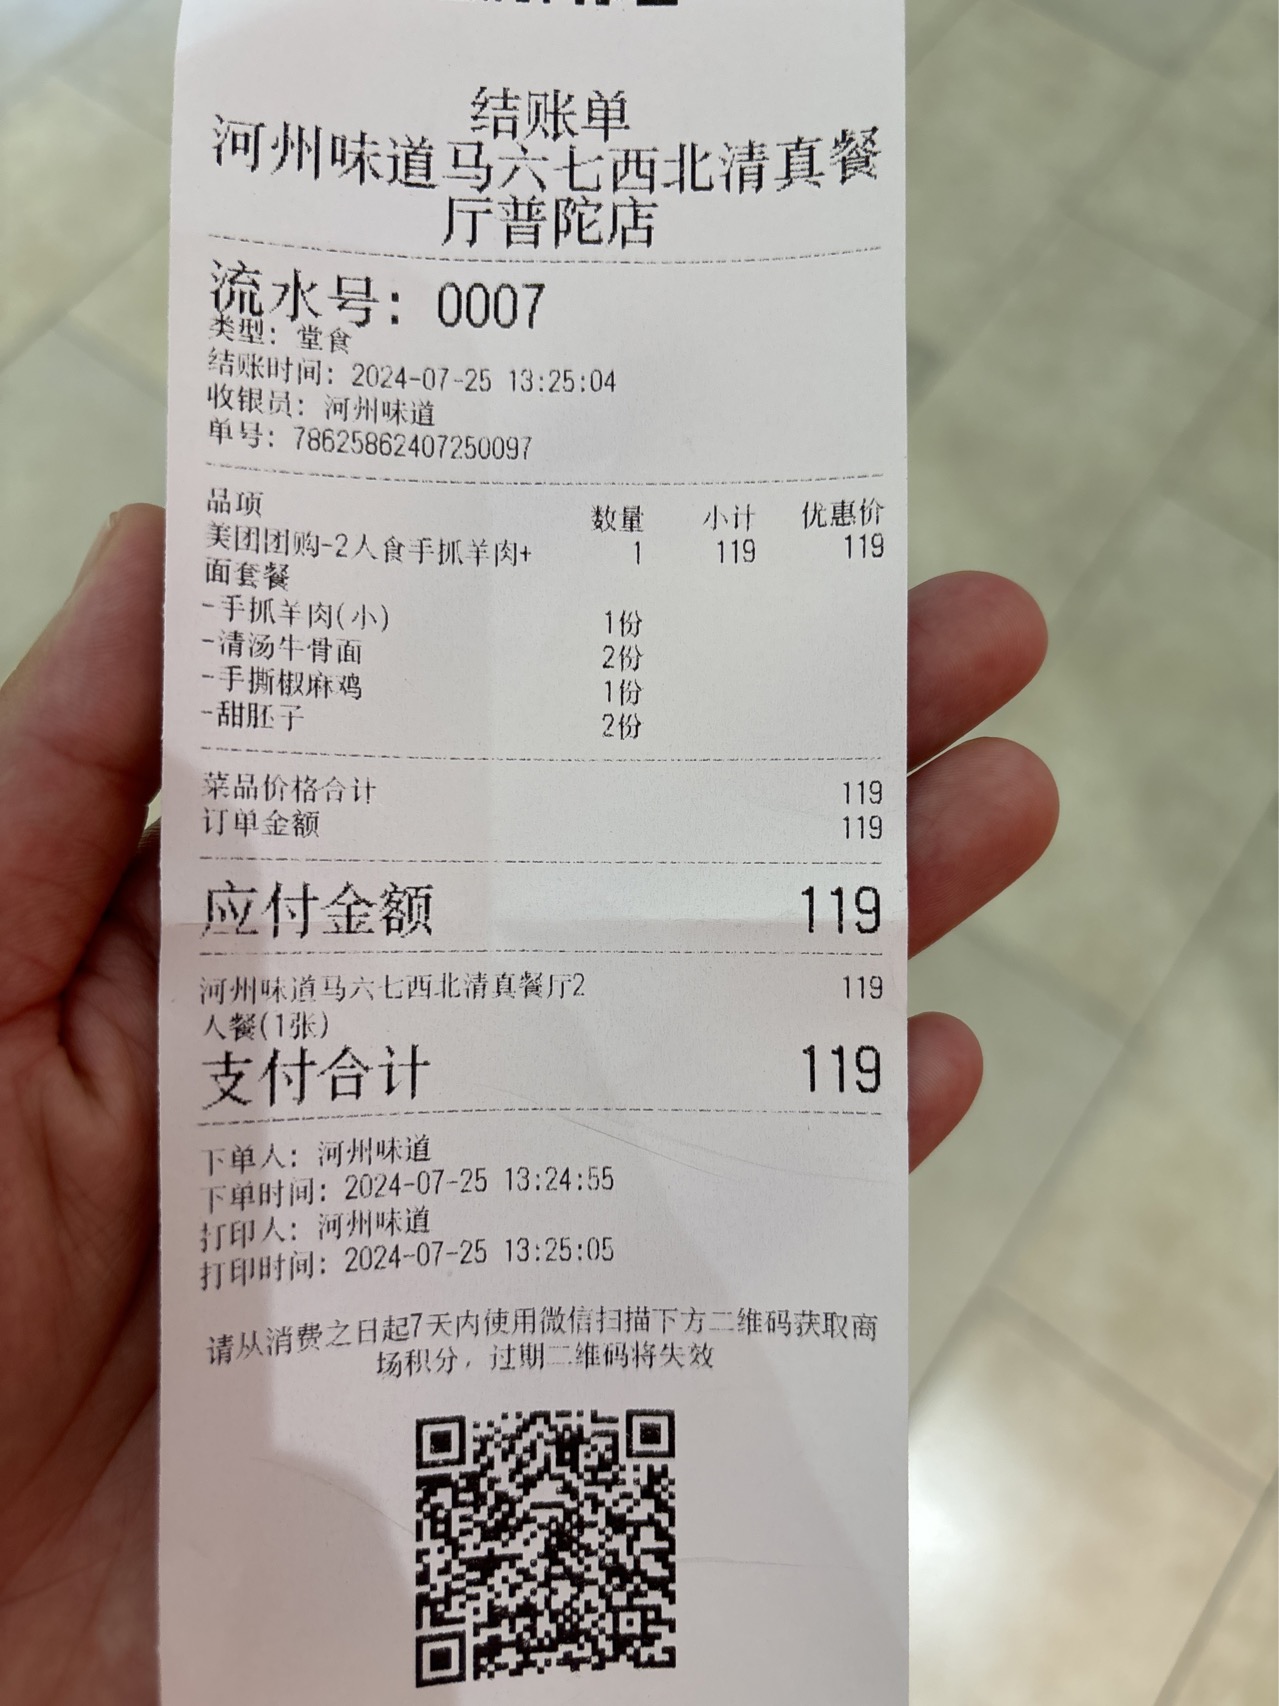 结账单
河州味道马六七西北清真餐
厅普陀店
流水号：0007
类型：堂食
结账时间：2024-07-25 13:25:04
收银员：河州味道
单号：78625862407250097
品项 数量 小计 优惠价
美团团购-2人食手抓羊肉+ 1 119 119
面套餐
-手抓羊肉(小) 1份
-清汤牛骨面 2份
-手撕椒麻鸡 1份
-甜胚子 2份
菜品价格合计 119
订单金额 119
应付金额 119
河州味道马六七西北清真餐厅2 119
人餐(1张)
支付合计 119
下单人：河州味道
下单时间：2024-07-25 13:24:55
打印人：河州味道
打印时间：2024-07-25 13:25:05
请从消费之日起7天内使用微信扫描下方二维码获取商
场积分，过期二维码将失效